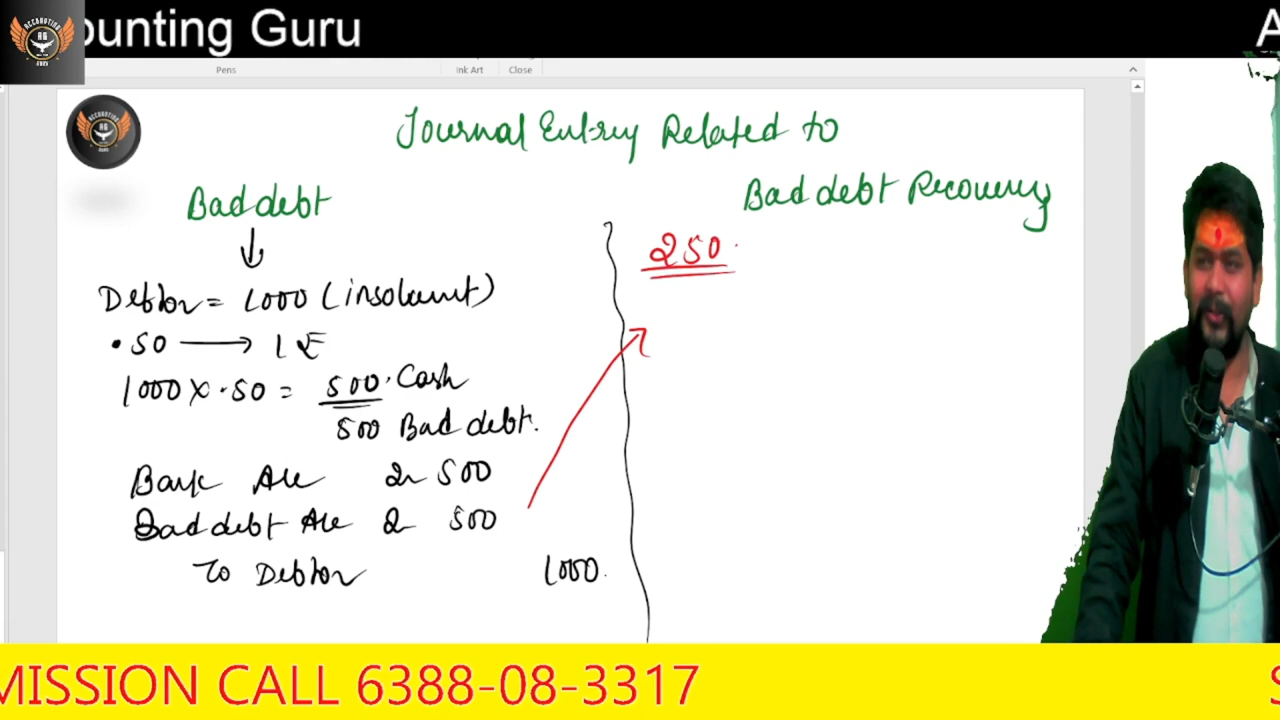 ounting Guru
A
Pens
Ink Art
Close
Journal Entry Related to
Bad debt
Bad debt Recovery
Debtor = 1000 (insolvent)
.50 → 1 ₹
1000 X .50 = 500. Cash
500 Bad debt.
Bank A/c Dr 500
Bad debt A/c Dr 500
To Debtor 1000.
250.
MISSION CALL 6388-08-3317
S